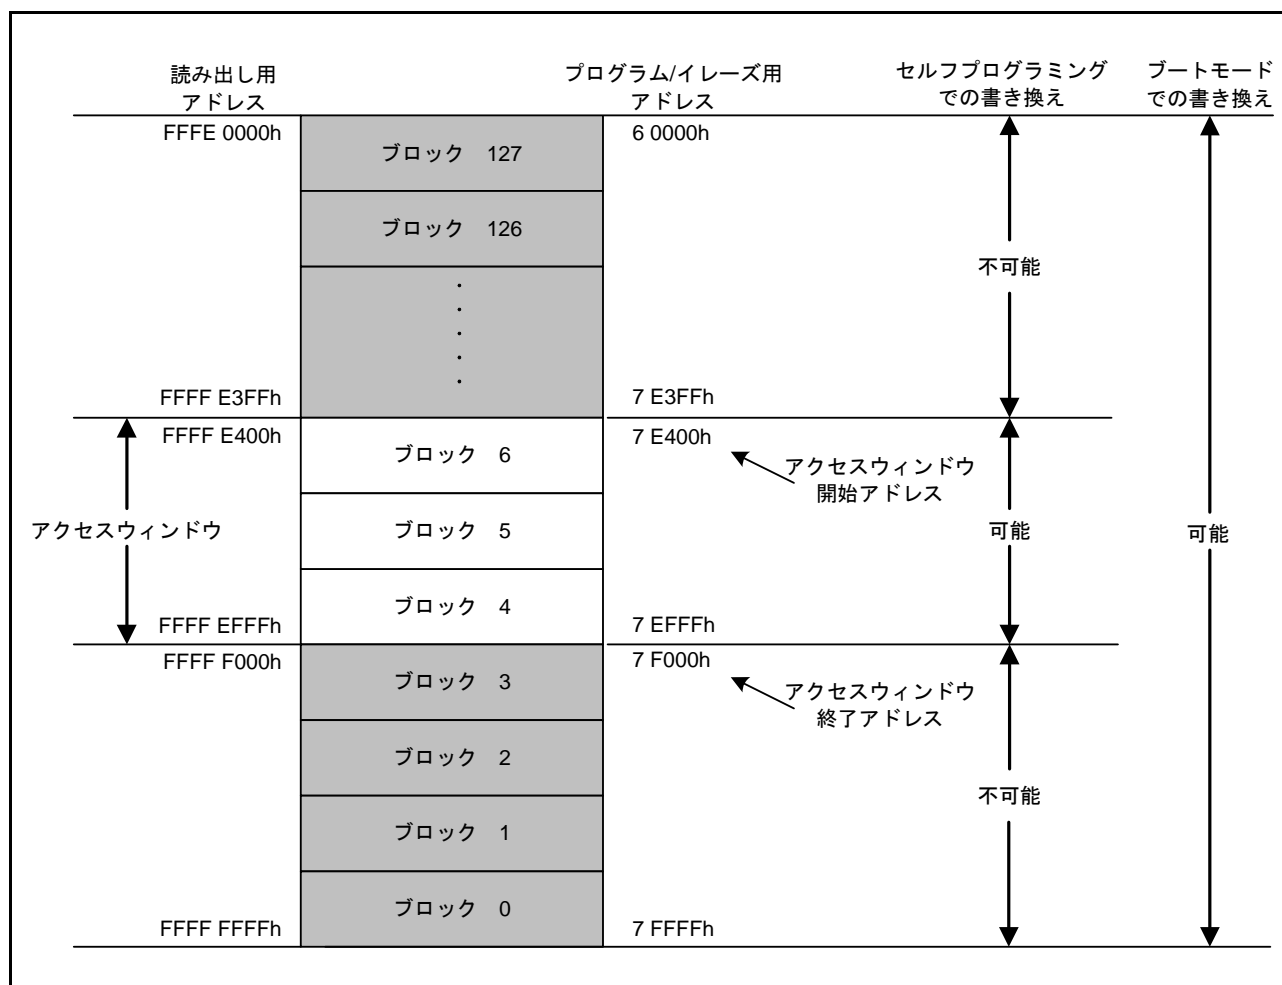 読み出し用
アドレス
プログラム/イレーズ用
アドレス
セルフプログラミング
での書き換え
ブートモード
での書き換え
FFFE 0000h
6 0000h
ブロック 127
ブロック 126
不可能
FFFF E3FFh
7 E3FFh
FFFF E400h
7 E400h
ブロック 6
アクセスウィンドウ
開始アドレス
アクセスウィンドウ
ブロック 5
可能
可能
ブロック 4
FFFF EFFFh
7 EFFFh
FFFF F000h
7 F000h
ブロック 3
アクセスウィンドウ
終了アドレス
ブロック 2
不可能
ブロック 1
ブロック 0
FFFF FFFFh
7 FFFFh